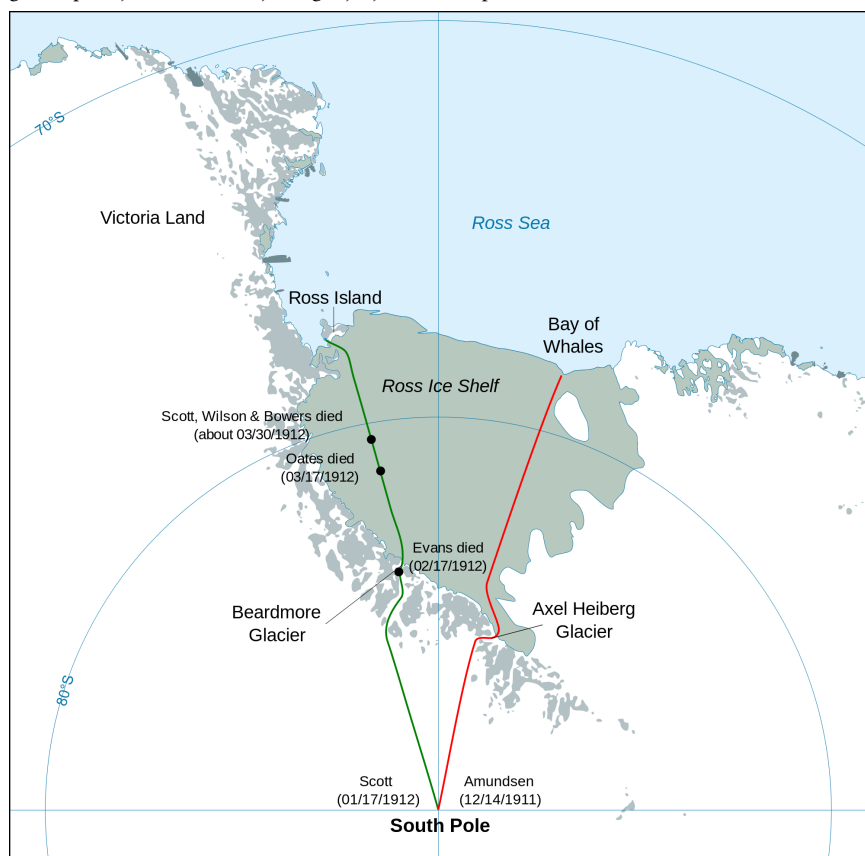 70°S
Victoria Land
Ross Sea
Ross Island
Bay of
Whales
Ross Ice Shelf
Scott, Wilson & Bowers died
(about 03/30/1912)
Oates died
(03/17/1912)
Evans died
(02/17/1912)
Beardmore
Glacier
Axel Heiberg
Glacier
80°S
Scott
(01/17/1912)
Amundsen
(12/14/1911)
South Pole